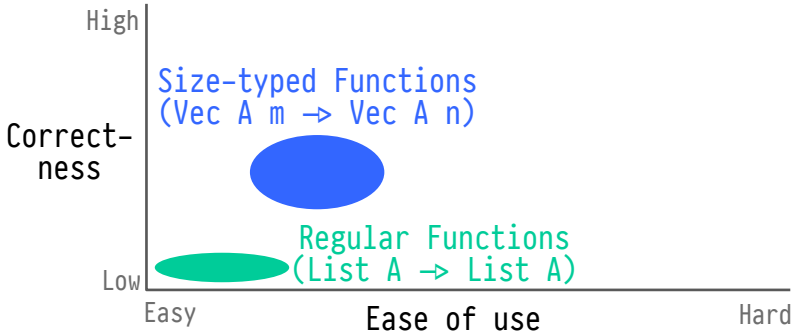 High
Size-typed Functions
(Vec A m → Vec A n)
Correct-
ness
Regular Functions
(List A → List A)
Low
Easy
Ease of use
Hard